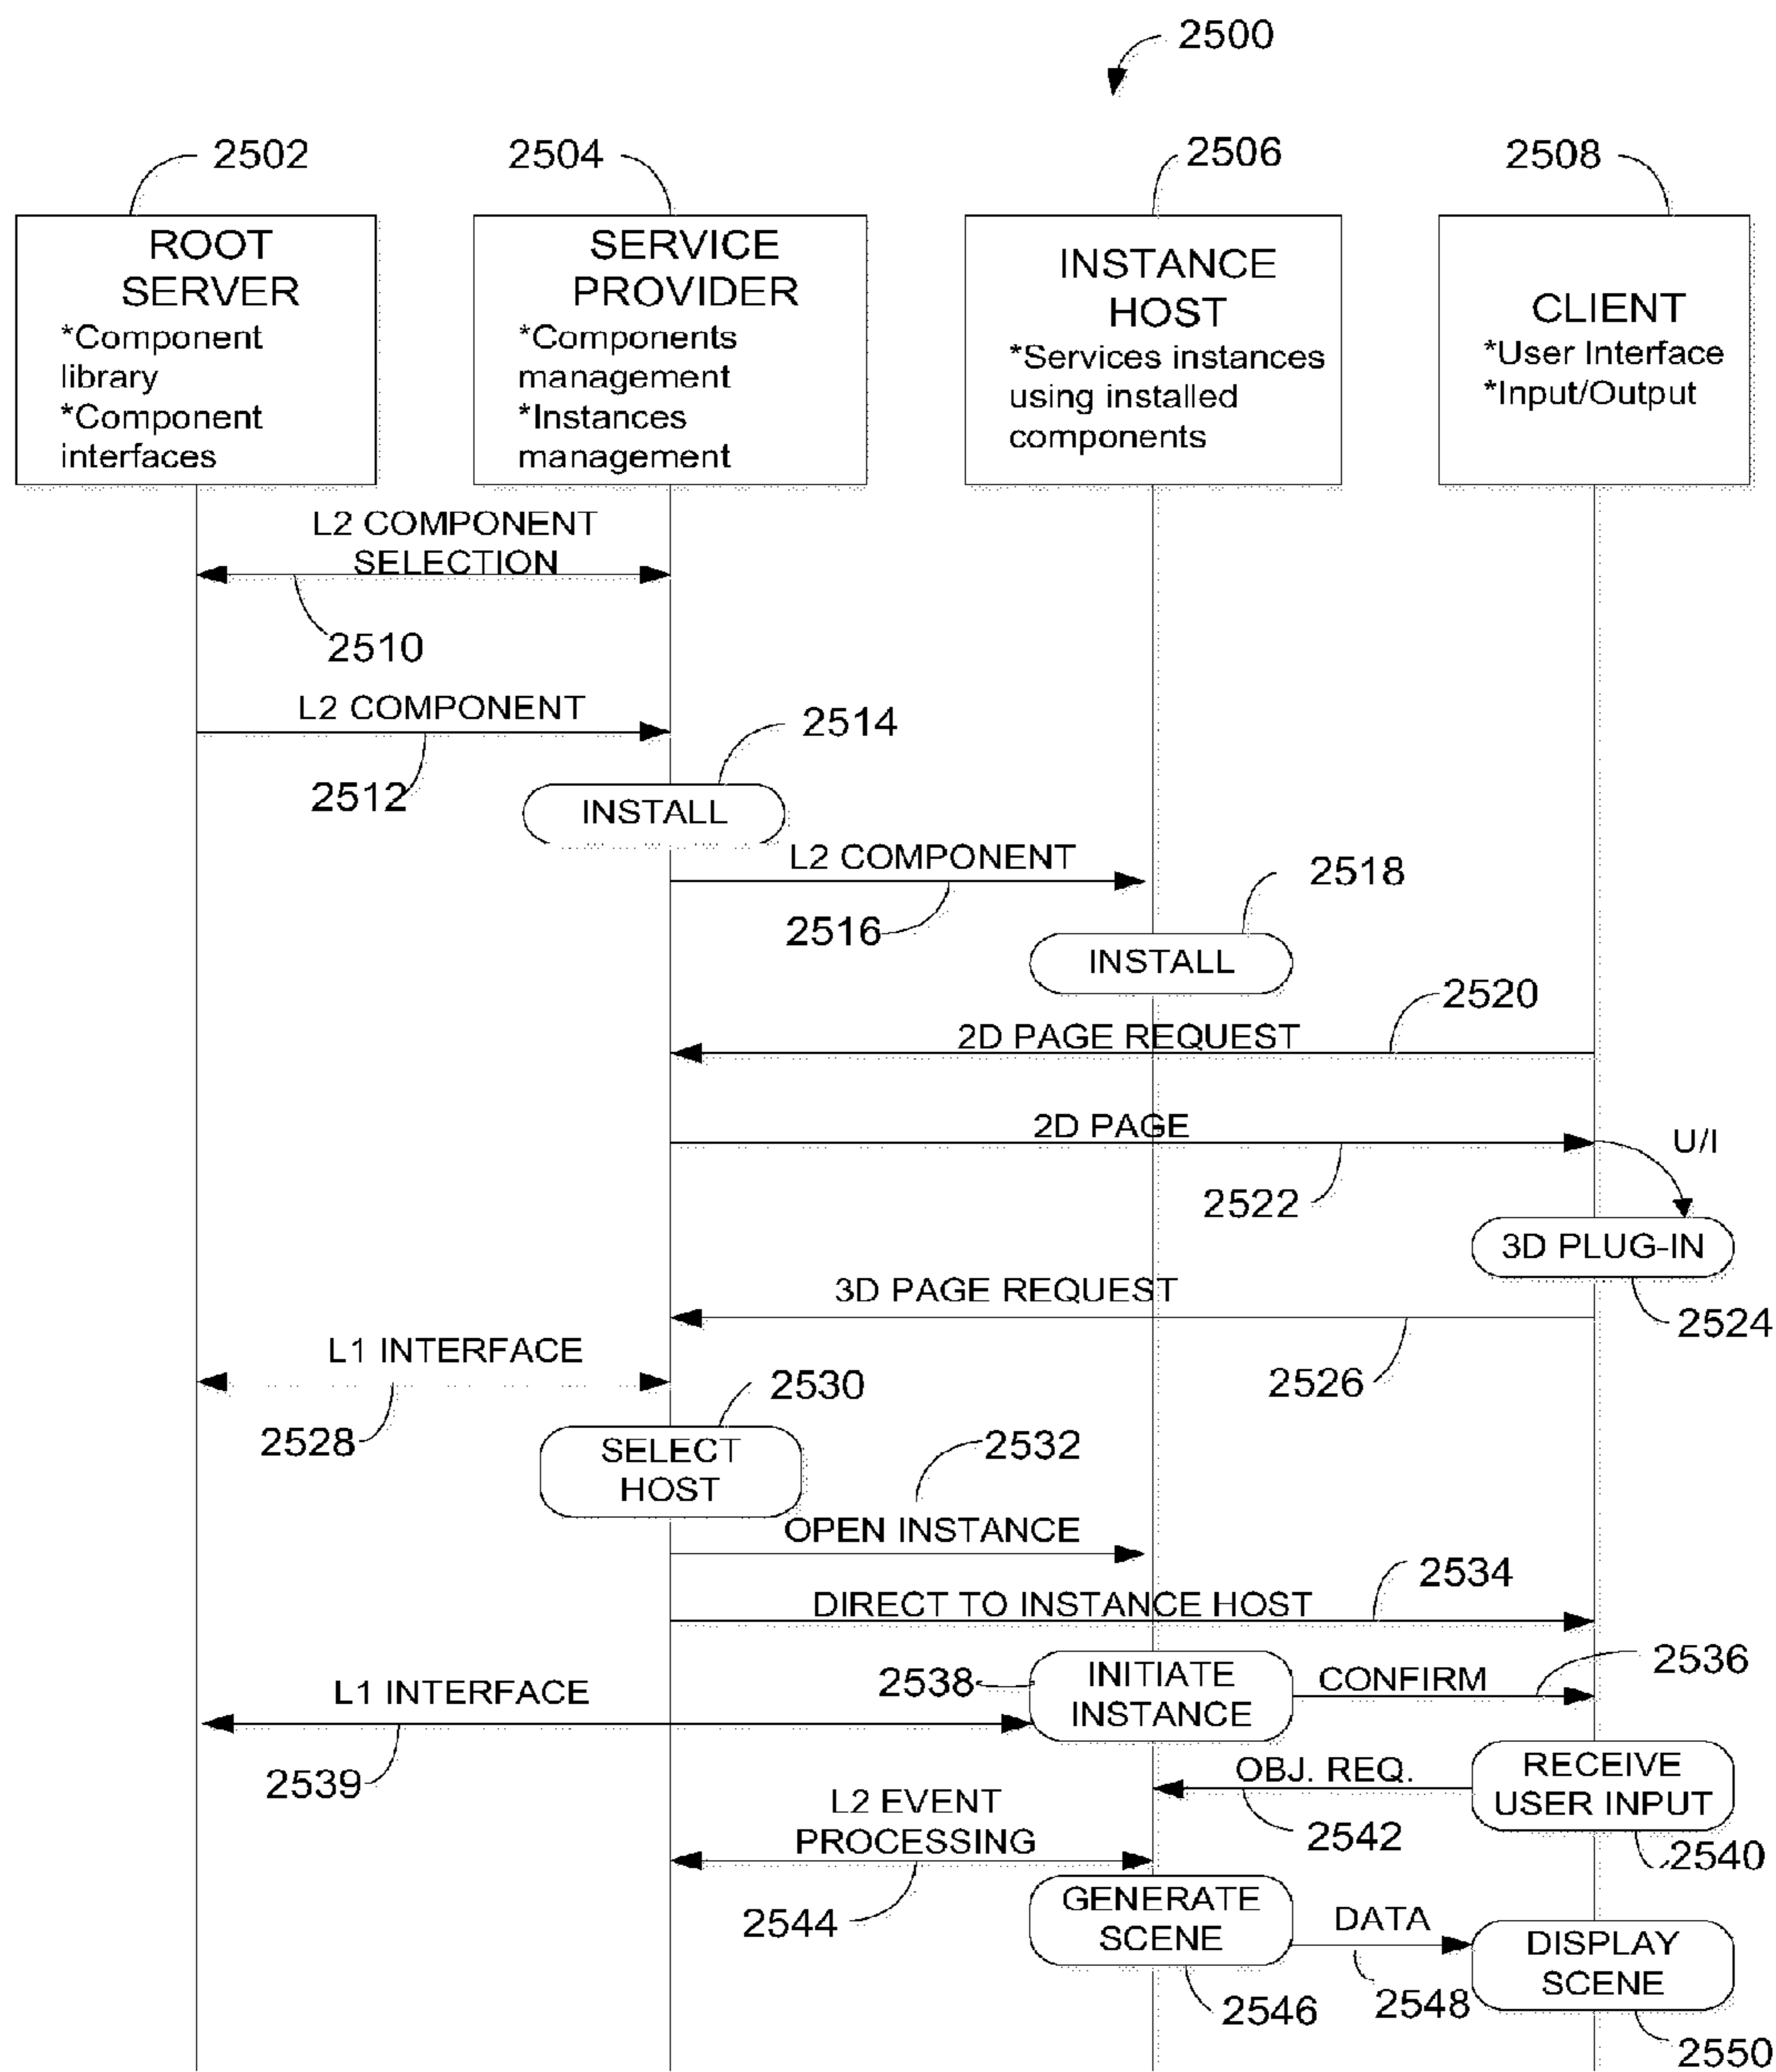 2500
2502
2504
2506
2508
ROOT
SERVER
*Component
library
*Component
interfaces
SERVICE
PROVIDER
*Components
management
*Instances
management
INSTANCE
HOST
*Services instances
using installed
components
CLIENT
*User Interface
*Input/Output
L2 COMPONENT
SELECTION
2510
L2 COMPONENT
2512
2514
INSTALL
L2 COMPONENT
2516
2518
INSTALL
2520
2D PAGE REQUEST
2D PAGE
U/I
2522
3D PLUG-IN
2524
3D PAGE REQUEST
2526
L1 INTERFACE
2528
2530
SELECT
HOST
2532
OPEN INSTANCE
2534
DIRECT TO INSTANCE HOST
2538
INITIATE
INSTANCE
CONFIRM
2536
L1 INTERFACE
2539
OBJ. REQ.
2542
RECEIVE
USER INPUT
2540
L2 EVENT
PROCESSING
2544
GENERATE
SCENE
2546
DATA
2548
DISPLAY
SCENE
2550